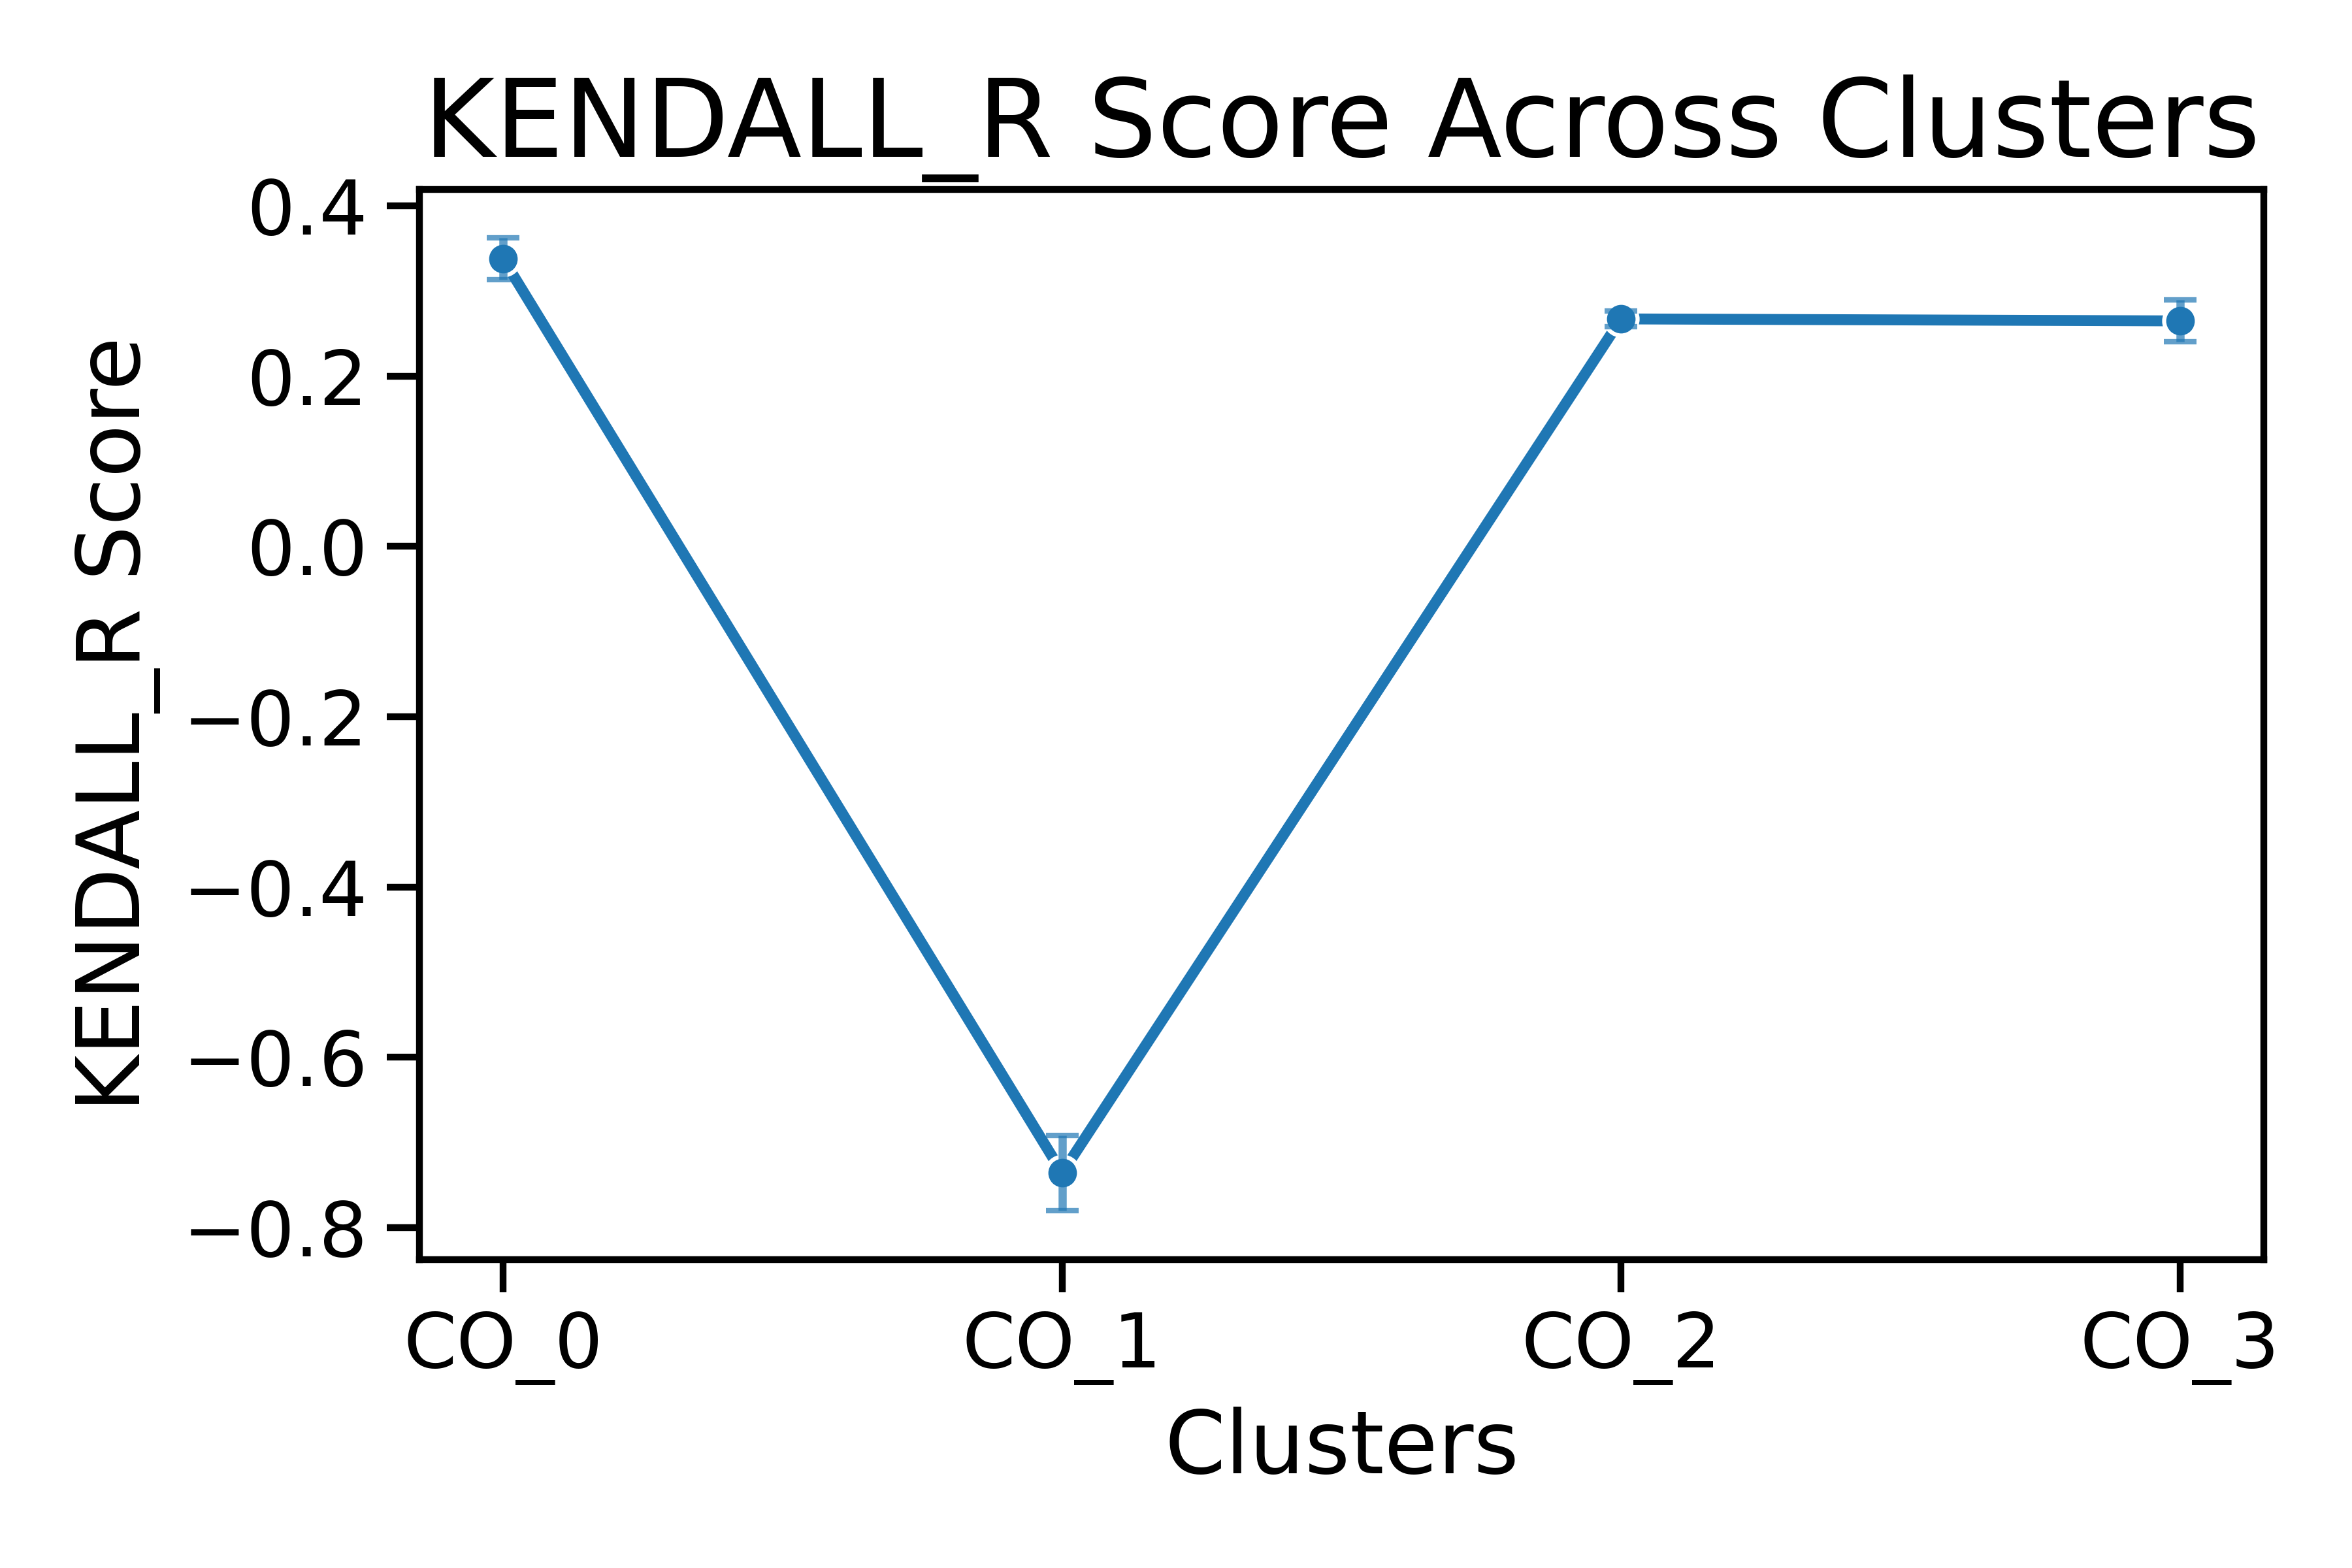 KENDALL_R Score Across Clusters
KENDALL_R Score
0.4
0.2
0.0
−0.2
−0.4
−0.6
−0.8
CO_0
CO_1
CO_2
CO_3
Clusters